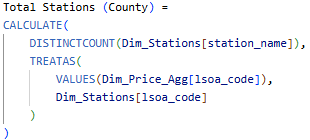 Total Stations (County) =
CALCULATE(
    DISTINCTCOUNT(Dim_Stations[station_name]),
    TREATAS(
        VALUES(Dim_Price_Agg[lsoa_code]),
        Dim_Stations[lsoa_code]
    )
)